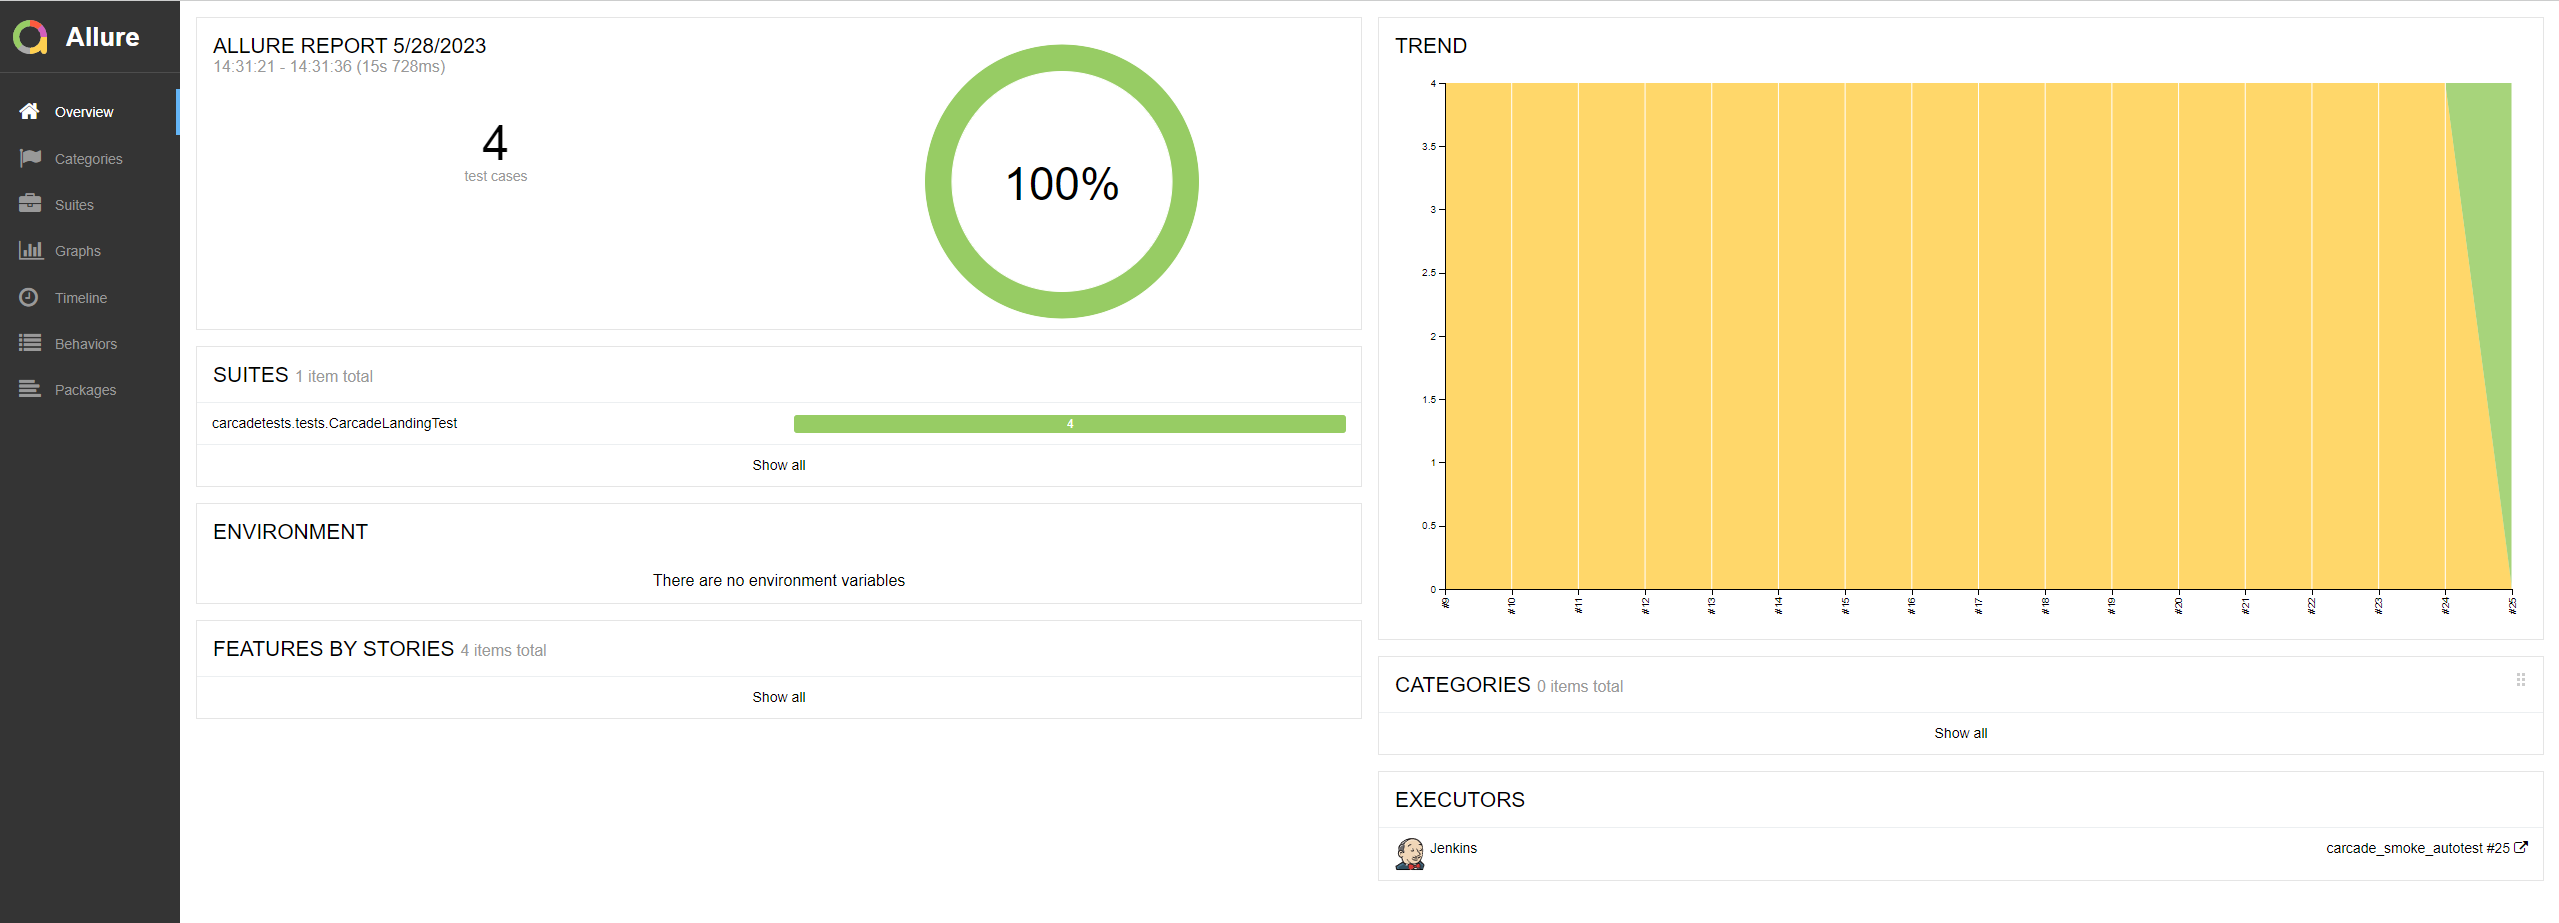 Allure
Overview
Categories
Suites
Graphs
Timeline
Behaviors
Packages
ALLURE REPORT 5/28/2023
14:31:21 - 14:31:36 (15s 728ms)
4
test cases
100%
SUITES 1 item total
carcadetests.tests.CarcadeLandingTest
4
Show all
ENVIRONMENT
There are no environment variables
FEATURES BY STORIES 4 items total
Show all
TREND
4
3.5
3
2.5
2
1.5
1
0.5
0
#9
#10
#11
#12
#13
#14
#15
#16
#17
#18
#19
#20
#21
#22
#23
#24
#25
CATEGORIES 0 items total
Show all
EXECUTORS
Jenkins
carcade_smoke_autotest #25